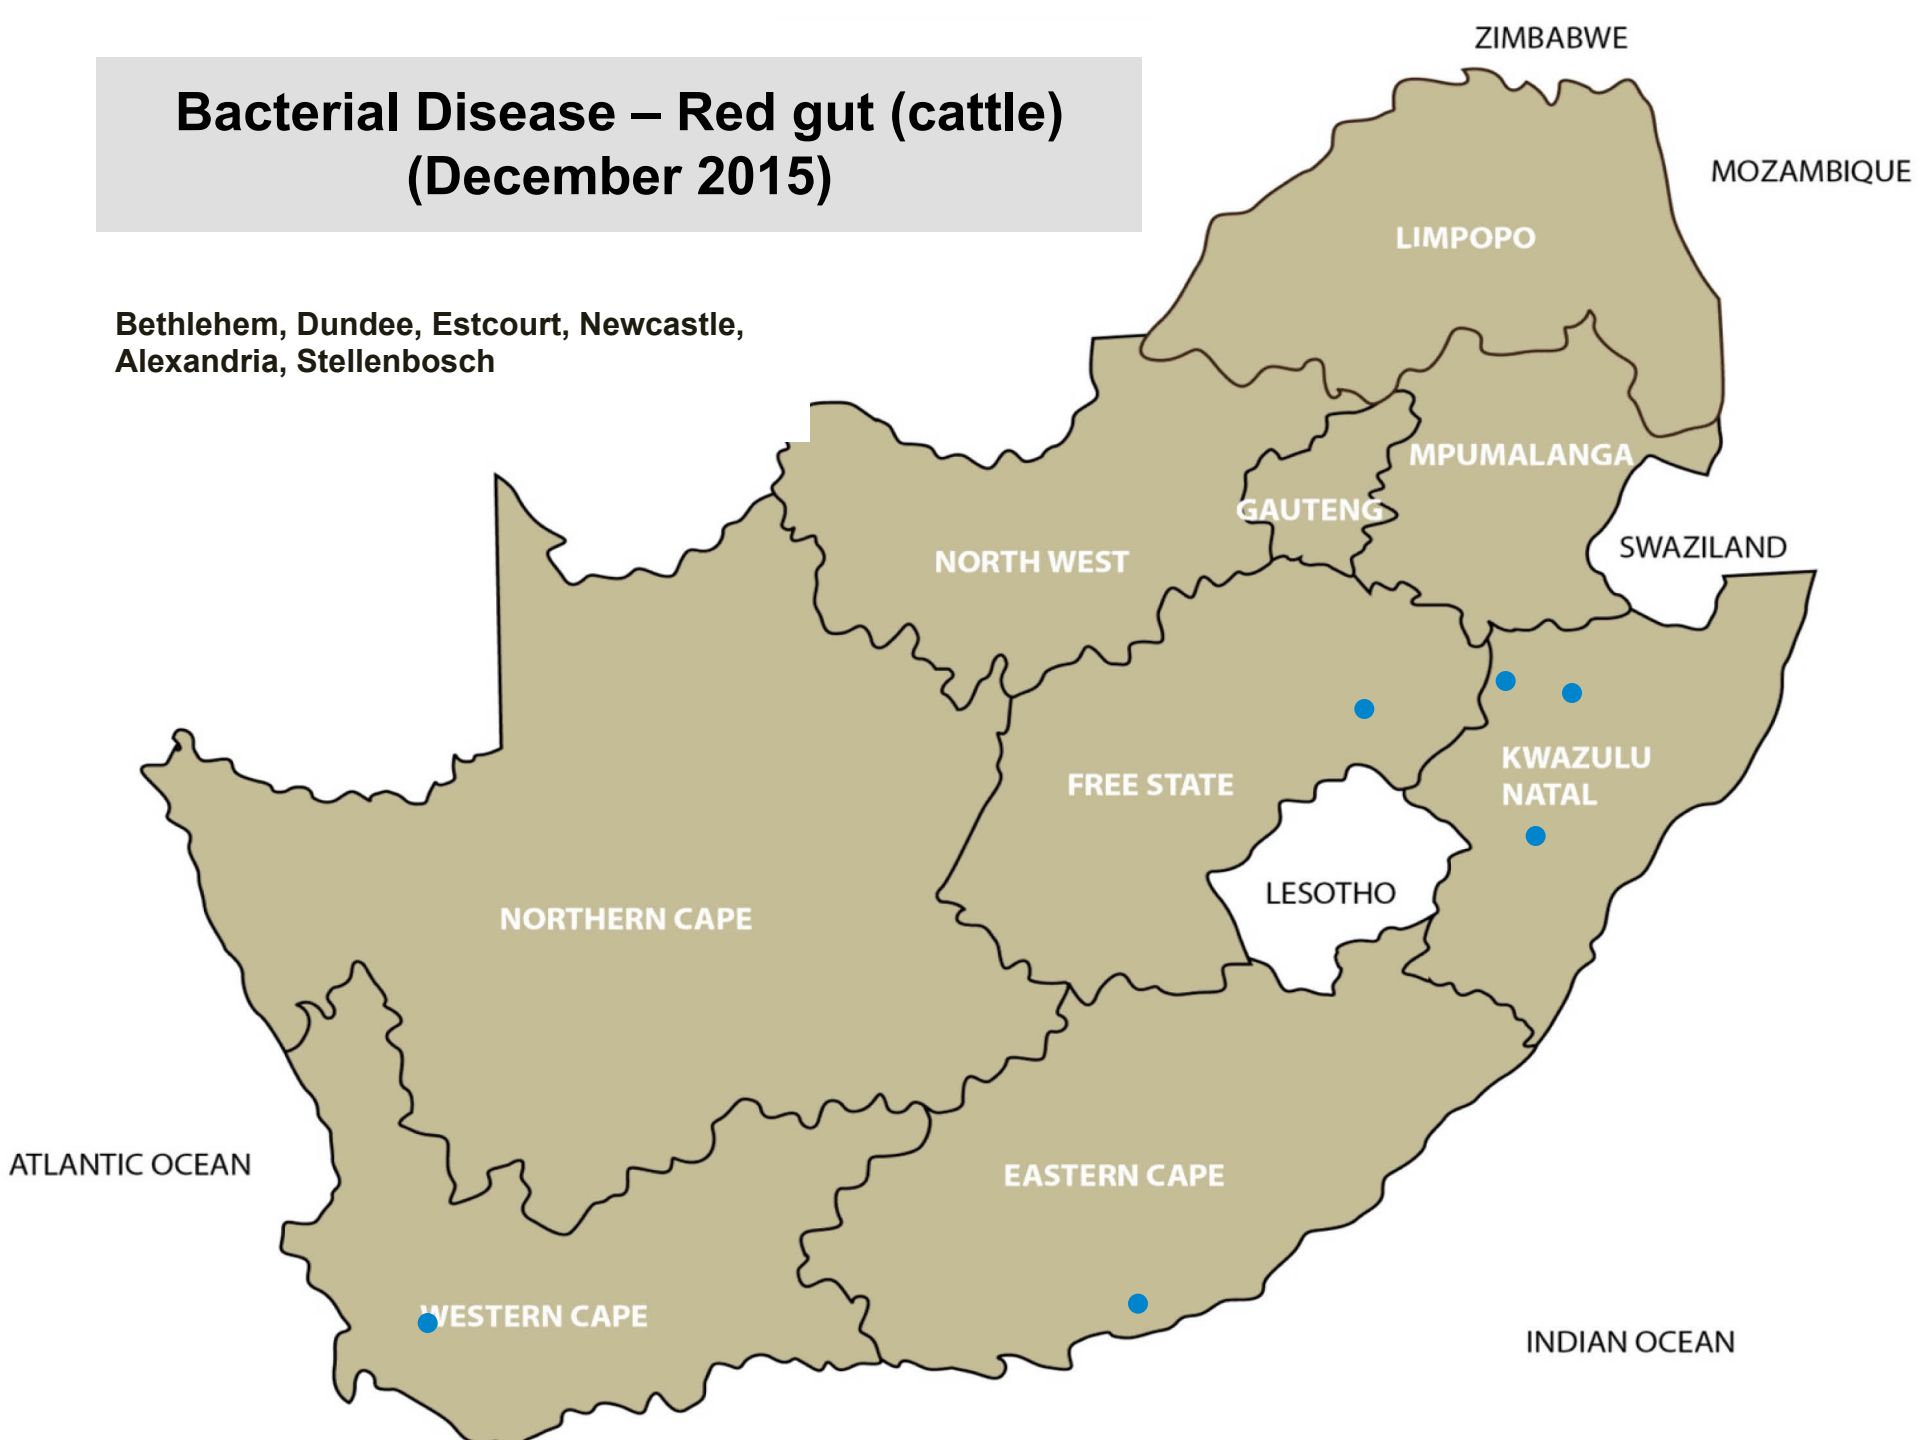 ZIMBABWE
Bacterial Disease – Red gut (cattle)
(December 2015)
MOZAMBIQUE
LIMPOPO
Bethlehem, Dundee, Estcourt, Newcastle,
Alexandria, Stellenbosch
MPUMALANGA
GAUTENG
SWAZILAND
NORTH WEST
KWAZULU
NATAL
FREE STATE
LESOTHO
NORTHERN CAPE
ATLANTIC OCEAN
EASTERN CAPE
WESTERN CAPE
INDIAN OCEAN